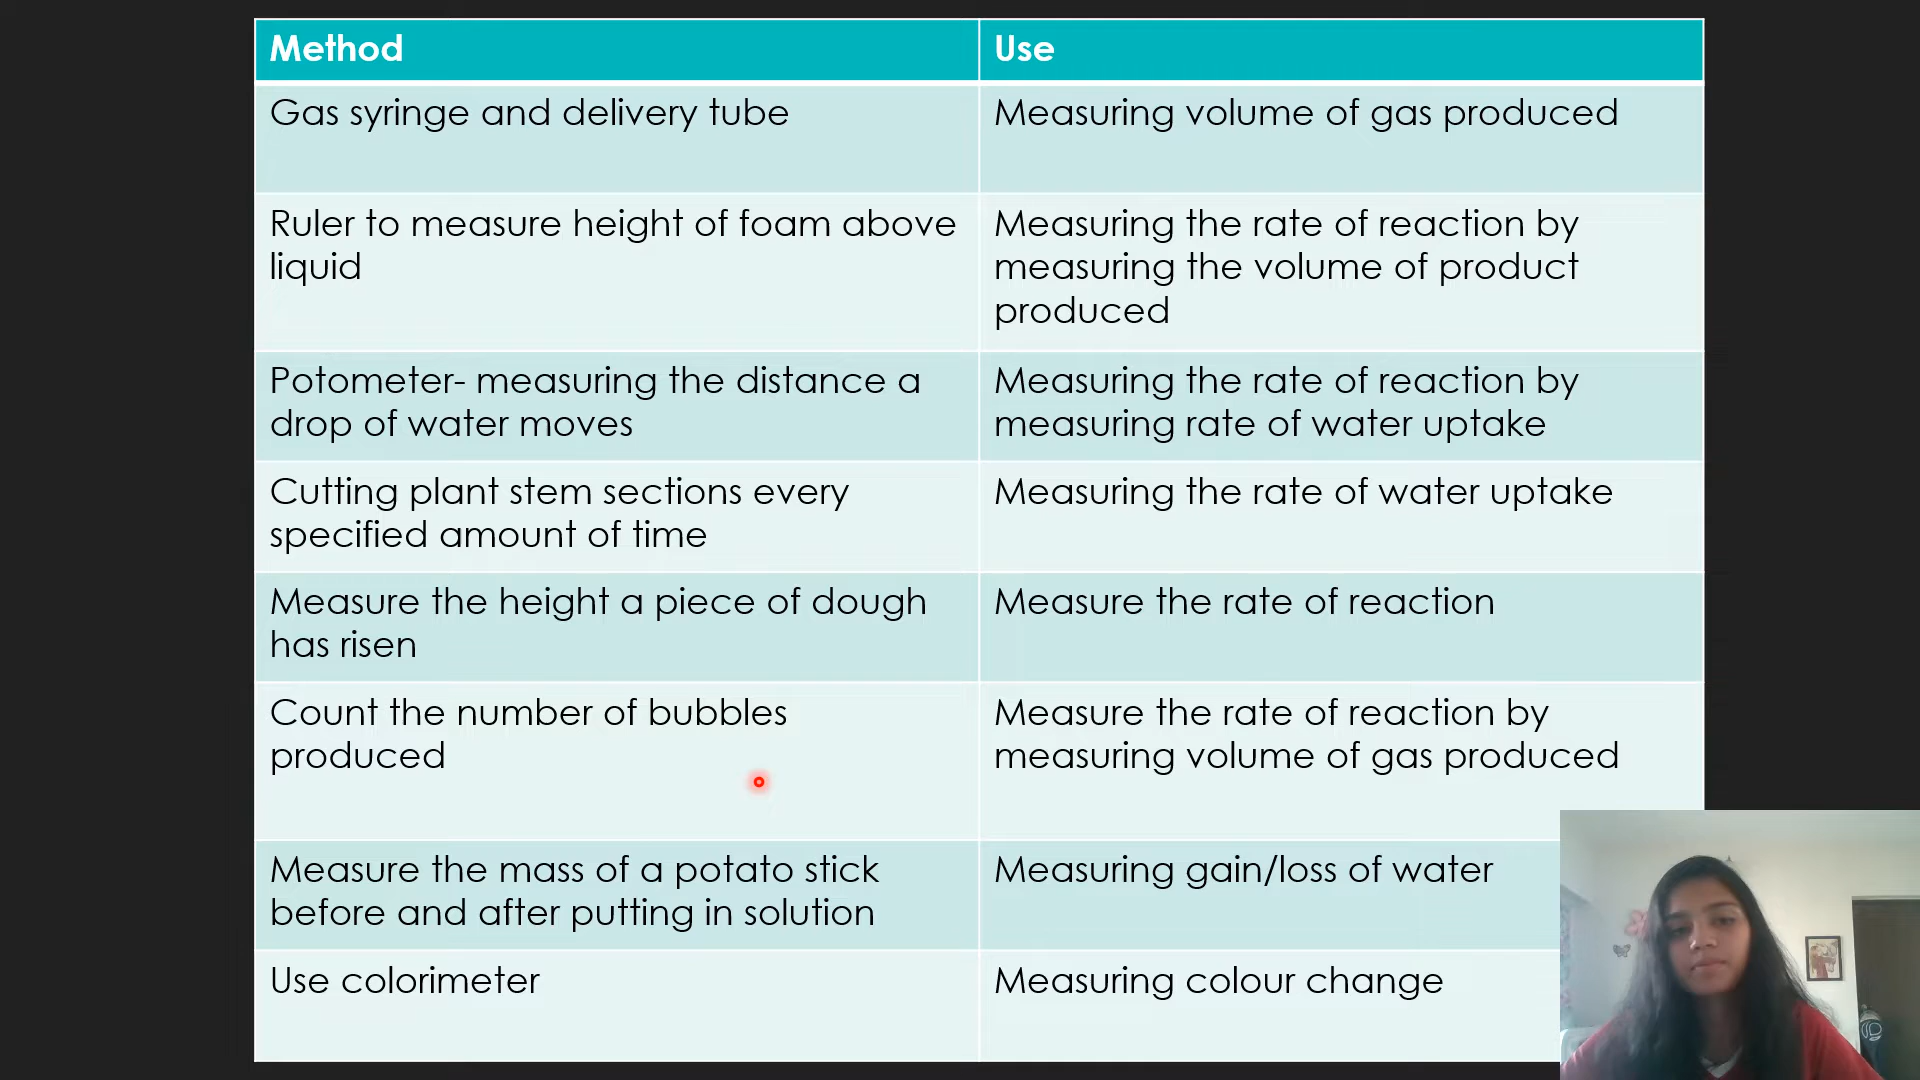 Method
Use
Gas syringe and delivery tube
Measuring volume of gas produced
Ruler to measure height of foam above
liquid
Measuring the rate of reaction by
measuring the volume of product
produced
Potometer- measuring the distance a
drop of water moves
Measuring the rate of reaction by
measuring rate of water uptake
Cutting plant stem sections every
specified amount of time
Measuring the rate of water uptake
Measure the height a piece of dough
has risen
Measure the rate of reaction
Count the number of bubbles
produced
Measure the rate of reaction by
measuring volume of gas produced
Measure the mass of a potato stick
before and after putting in solution
Measuring gain/loss of water
Use colorimeter
Measuring colour change